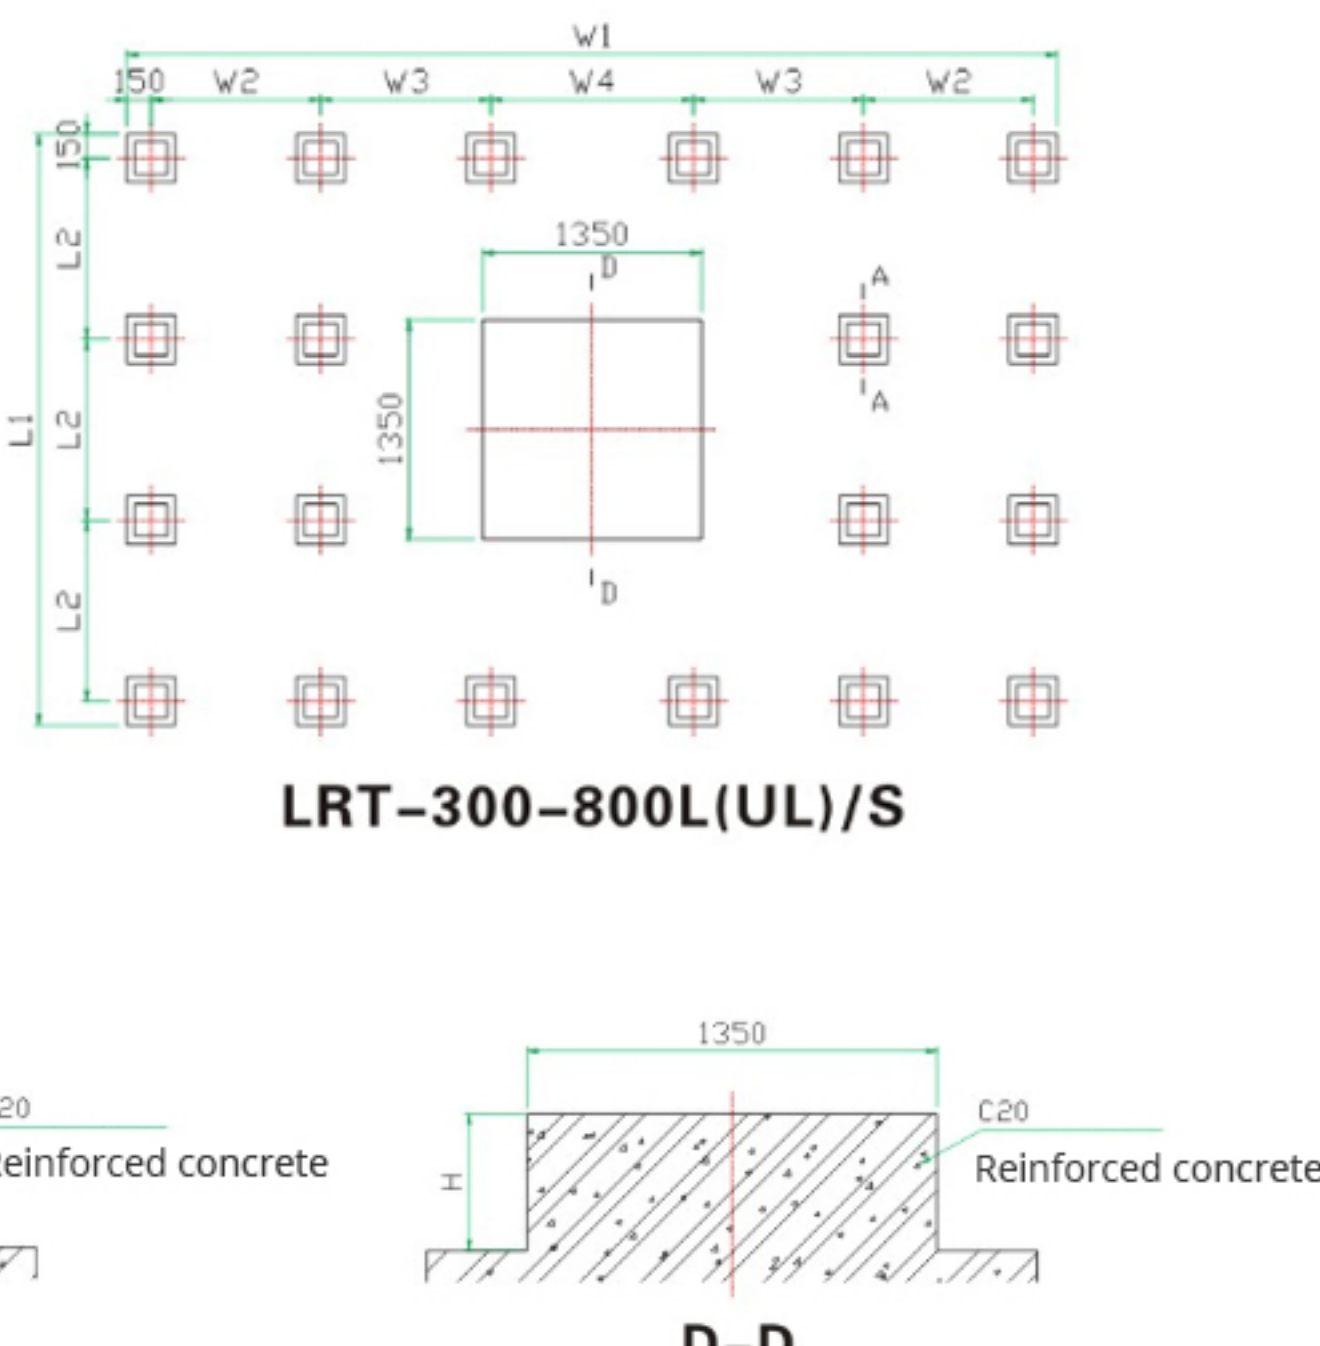 W1
150 W2 W3 W4 W3 W2
150
L2
1350
D
A
L1
L2
1350
A
D
L2
LRT-300-800L(UL)/S
1350
20
C20
einforced concrete
Reinforced concrete
H
D-D